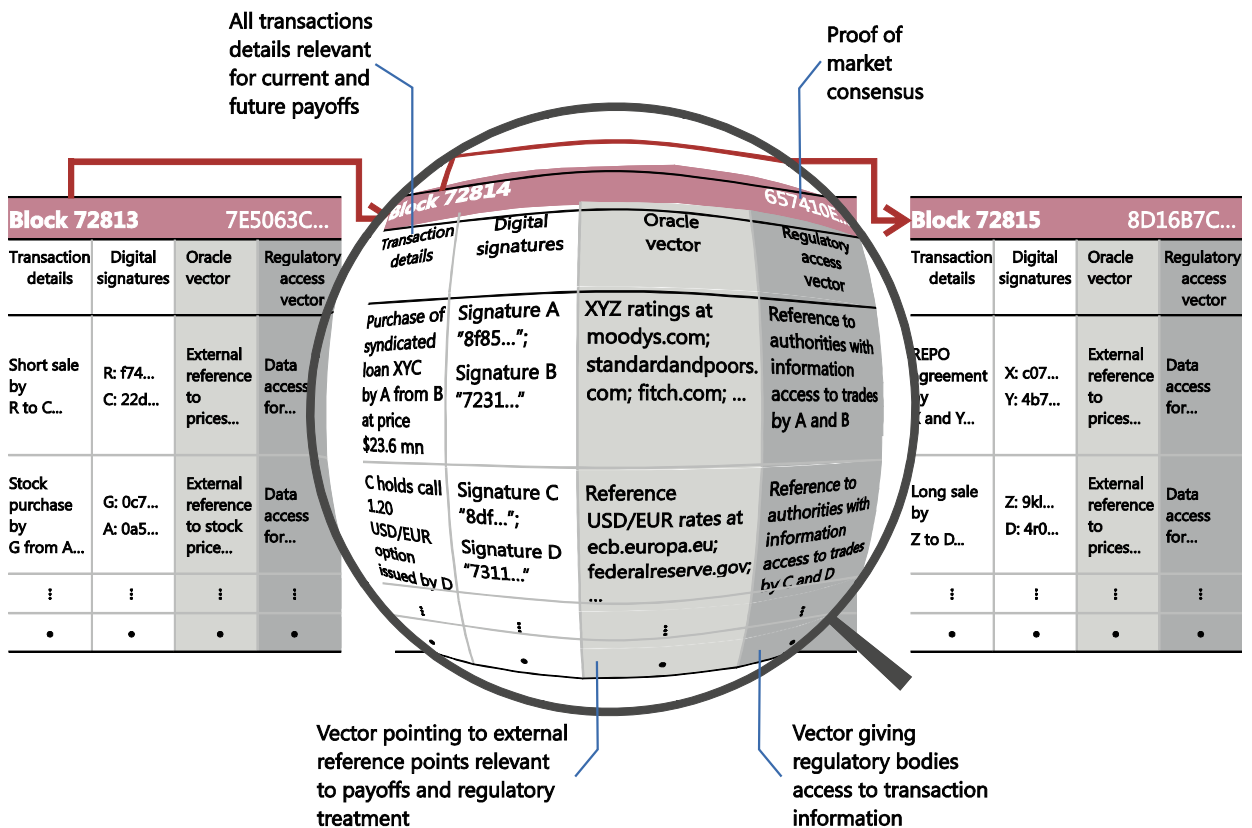 All transactions
details relevant
for current and
future payoffs
Proof of
market
consensus
Block 72813 7E5063C...
Transaction
details
Digital
signatures
Oracle
vector
Regulatory
access
vector
Short sale
by
R to C...
R: f74...
C: 22d...
External
reference
to
prices...
Data
access
for...
Stock
purchase
by
G from A...
G: 0c7...
A: 0a5...
External
reference
to stock
price...
Data
access
for...
Block 72814 657410E...
Transaction
details
Digital
signatures
Oracle
vector
Regulatory
access
vector
Purchase of
syndicated
loan XYC
by A from B
at price
$23.6 mn
Signature A
"8f85...";
Signature B
"7231..."
XYZ ratings at
moodys.com;
standardandpoors.
com; fitch.com; ...
Reference to
authorities with
information
access to trades
by A and B
C holds call
1.20
USD/EUR
option
issued by D
Signature C
"8df...";
Signature D
"7311..."
Reference
USD/EUR rates at
ecb.europa.eu;
federalreserve.gov;
...
Reference to
authorities with
information
access to trades
by C and D
Block 72815 8D16B7C...
Transaction
details
Digital
signatures
Oracle
vector
Regulatory
access
vector
REPO
agreement
by
X and Y...
X: c07...
Y: 4b7...
External
reference
to
prices...
Data
access
for...
Long sale
by
Z to D...
Z: 9kl...
D: 4r0...
External
reference
to
prices...
Data
access
for...
Vector pointing to external
reference points relevant
to payoffs and regulatory
treatment
Vector giving
regulatory bodies
access to transaction
information